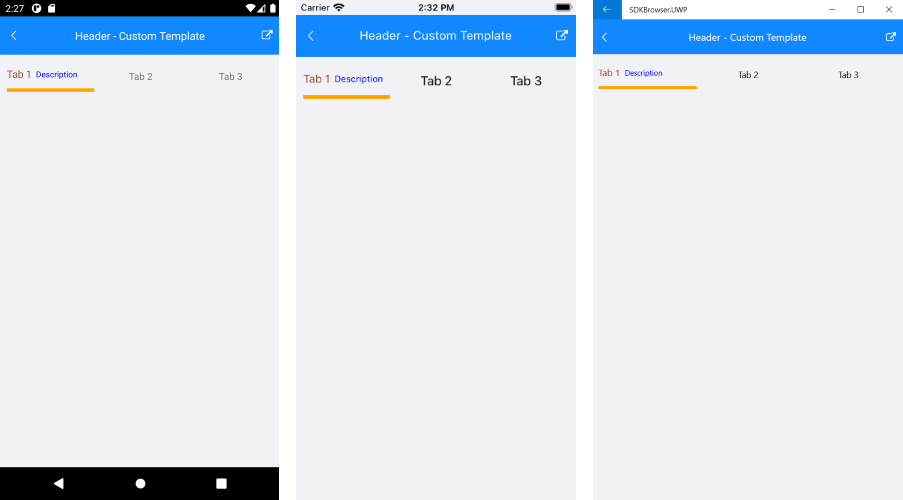 2:27
Header - Custom Template
Tab 1 Description Tab 2 Tab 3
Carrier 2:32 PM
Header - Custom Template
Tab 1 Description Tab 2 Tab 3
SDKBrowser.UWP
Header - Custom Template
Tab 1 Description Tab 2 Tab 3